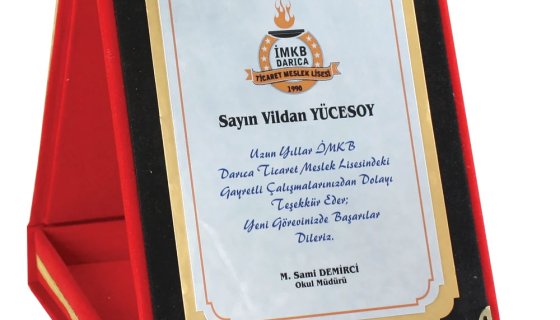 İMKB
DARICA
TİCARET MESLEK LİSESİ
1990
Sayın Vildan YÜCESOY
Uzun Yıllar İMKB
Darıca Ticaret Meslek Lisesindeki
Gayretli Çalışmalarınızdan Dolayı
Teşekkür Eder;
Yeni Görevinizde Başarılar
Dileriz.
M. Sami DEMİRCİ
Okul Müdürü